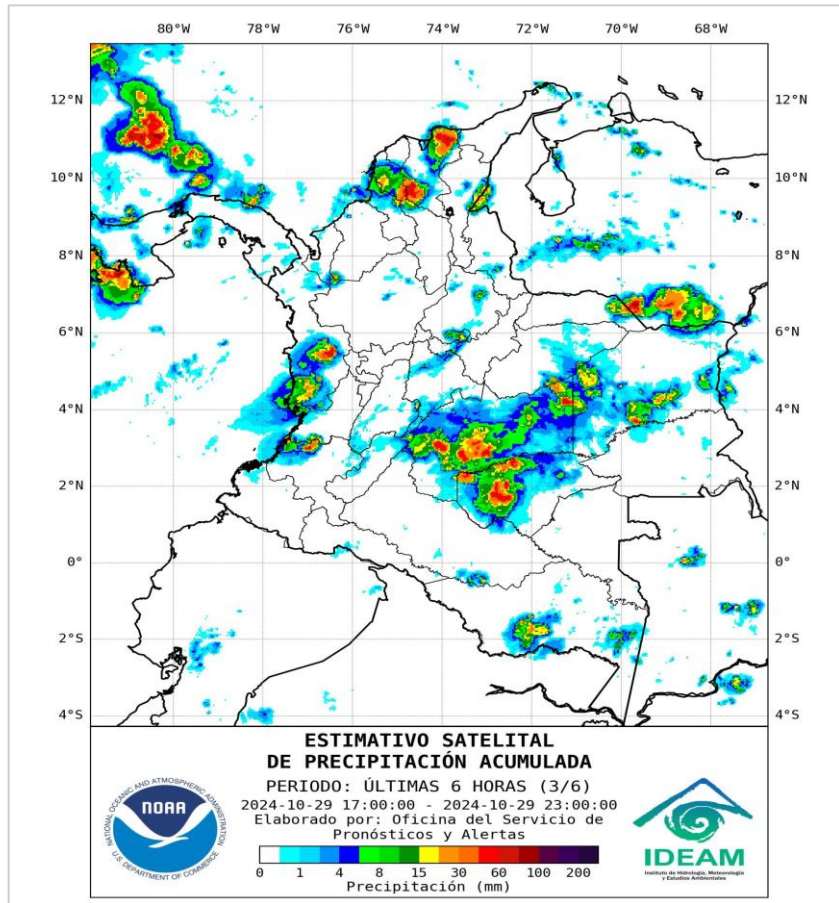 80°W 78°W 76°W 74°W 72°W 70°W 68°W
12°N 12°N
10°N 10°N
8°N 8°N
6°N 6°N
4°N 4°N
2°N 2°N
0° 0°
2°S 2°S
4°S 4°S
ESTIMATIVO SATELITAL
DE PRECIPITACIÓN ACUMULADA
PERIODO: ÚLTIMAS 6 HORAS (3/6)
2024-10-29 17:00:00 - 2024-10-29 23:00:00
Elaborado por: Oficina del Servicio de
Pronósticos y Alertas
0 1 4 8 15 30 60 100 200
Precipitación (mm)
NATIONAL OCEANIC AND ATMOSPHERIC ADMINISTRATION
NOAA
U.S. DEPARTMENT OF COMMERCE
IDEAM
Instituto de Hidrología, Meteorología
y Estudios Ambientales